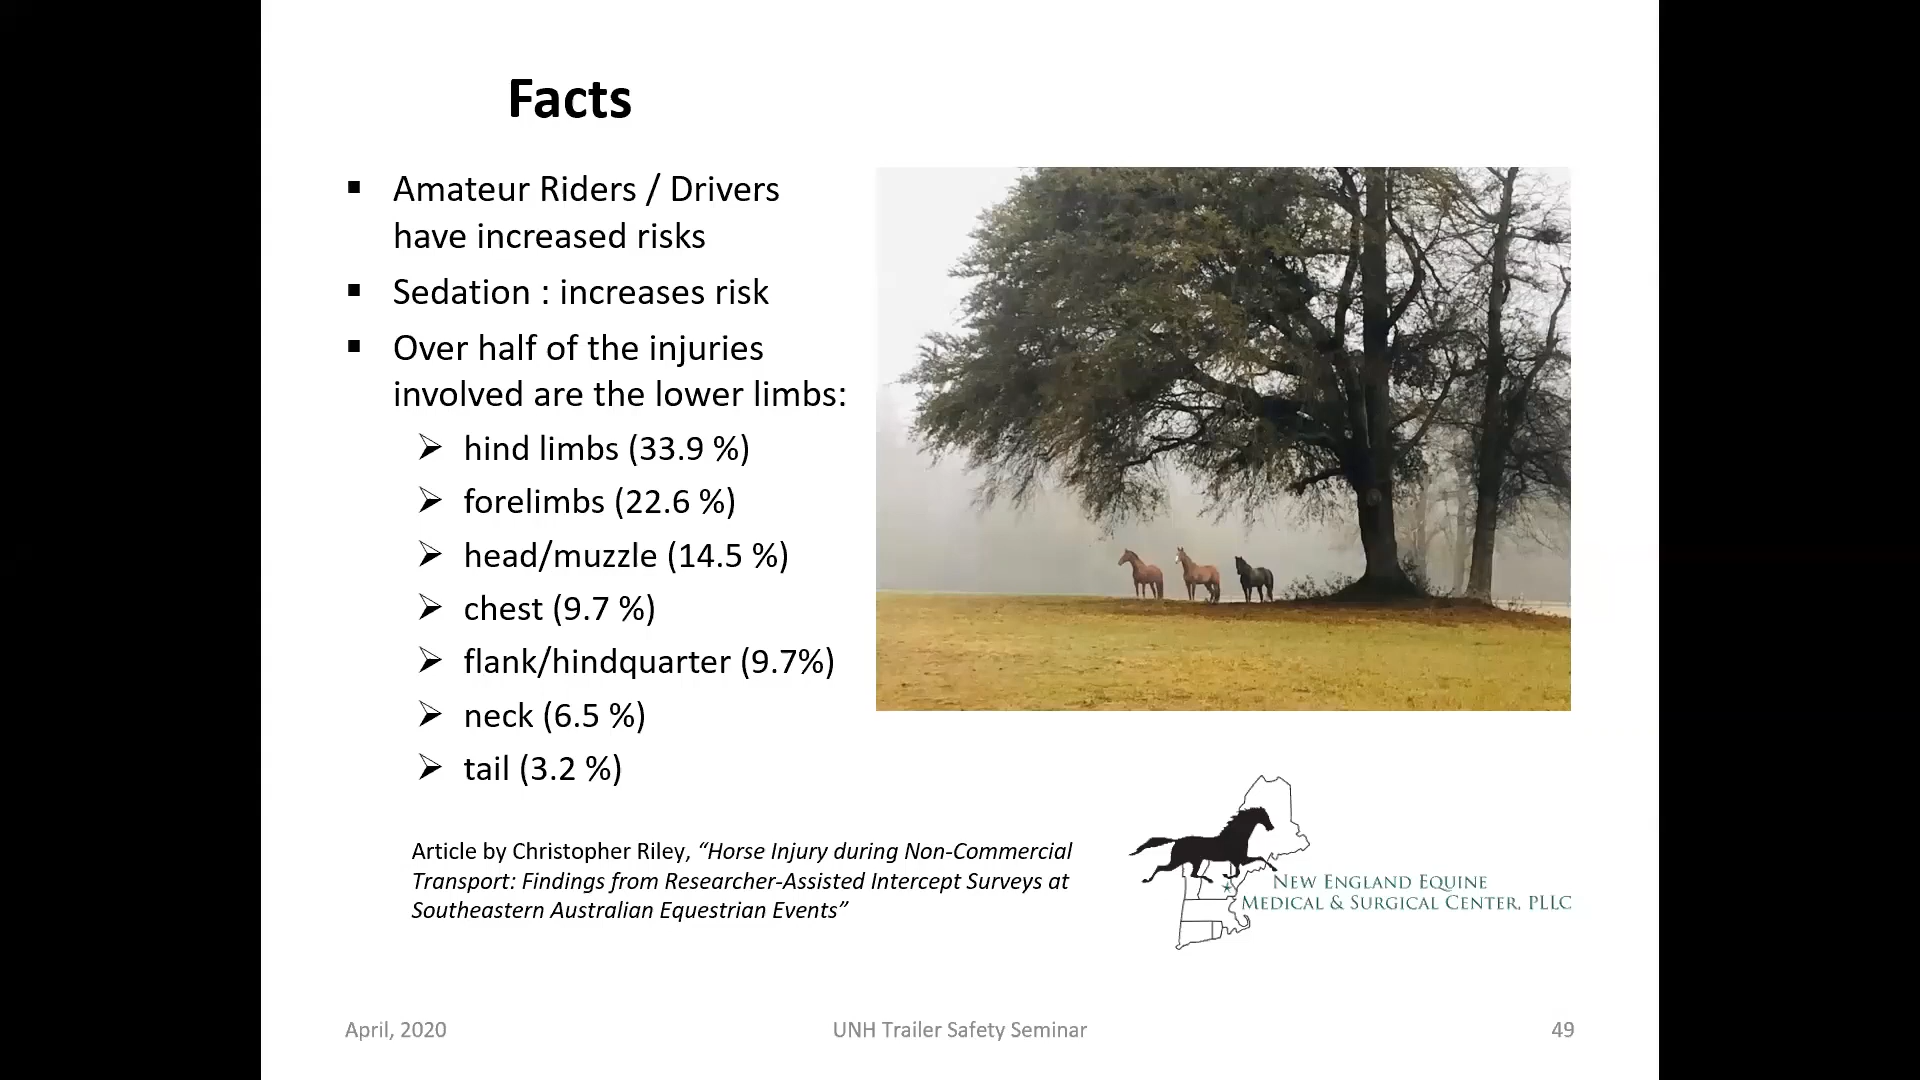 Facts
▪ Amateur Riders / Drivers
have increased risks
▪ Sedation : increases risk
▪ Over half of the injuries
involved are the lower limbs:
➢ hind limbs (33.9 %)
➢ forelimbs (22.6 %)
➢ head/muzzle (14.5 %)
➢ chest (9.7 %)
➢ flank/hindquarter (9.7%)
➢ neck (6.5 %)
➢ tail (3.2 %)
Article by Christopher Riley, “Horse Injury during Non-Commercial
Transport: Findings from Researcher-Assisted Intercept Surveys at
Southeastern Australian Equestrian Events”
NEW ENGLAND EQUINE
MEDICAL & SURGICAL CENTER, PLLC
April, 2020
UNH Trailer Safety Seminar
49